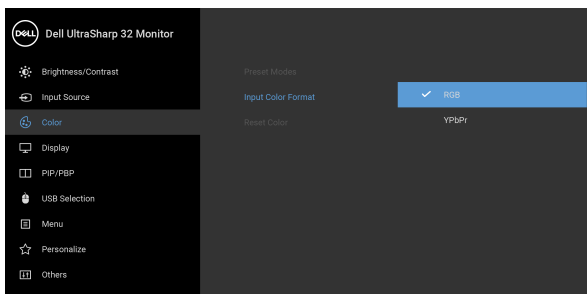 DELL
Dell UltraSharp 32 Monitor
Brightness/Contrast
Preset Modes
Input Source
Input Color Format
RGB
Color
Reset Color
YPbPr
Display
PIP/PBP
USB Selection
Menu
Personalize
Others